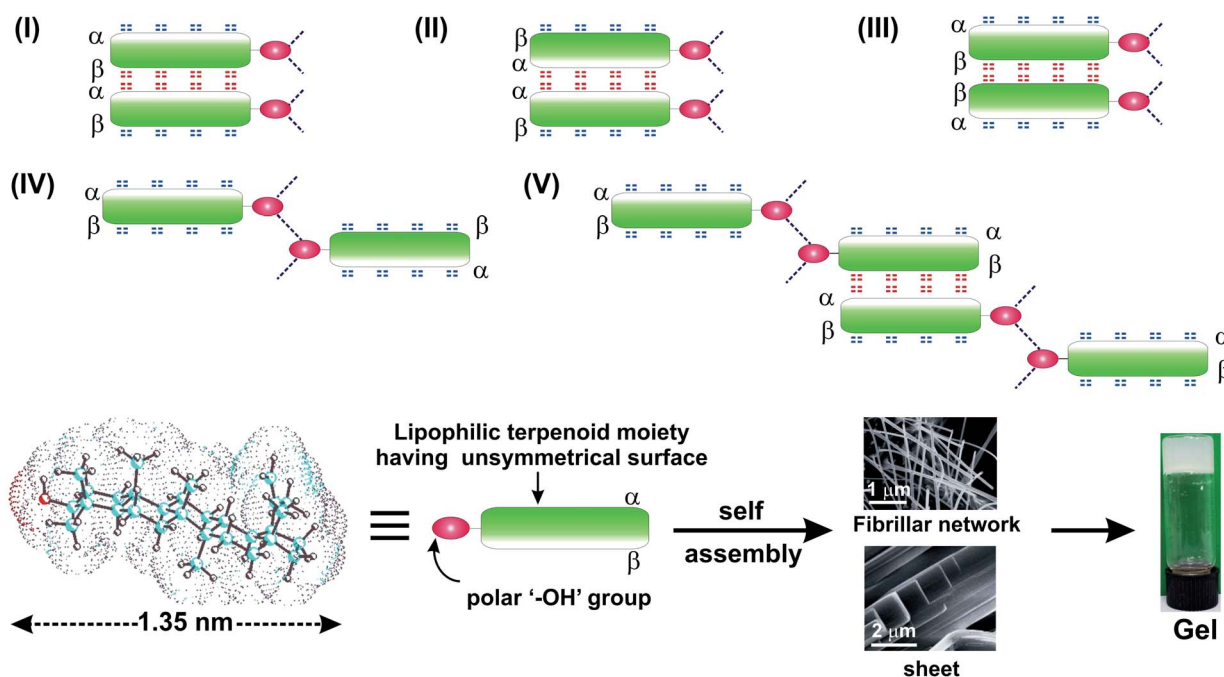 (I)
α
β
α
β
(II)
β
α
α
β
(III)
α
β
β
α
(IV)
α
β
β
α
(V)
α
β
α
β
α
β
α
β
Lipophilic terpenoid moiety
having unsymmetrical surface
α
β
polar ‘-OH’ group
1.35 nm
self
assembly
1 μm
Fibrillar network
2 μm
sheet
Gel